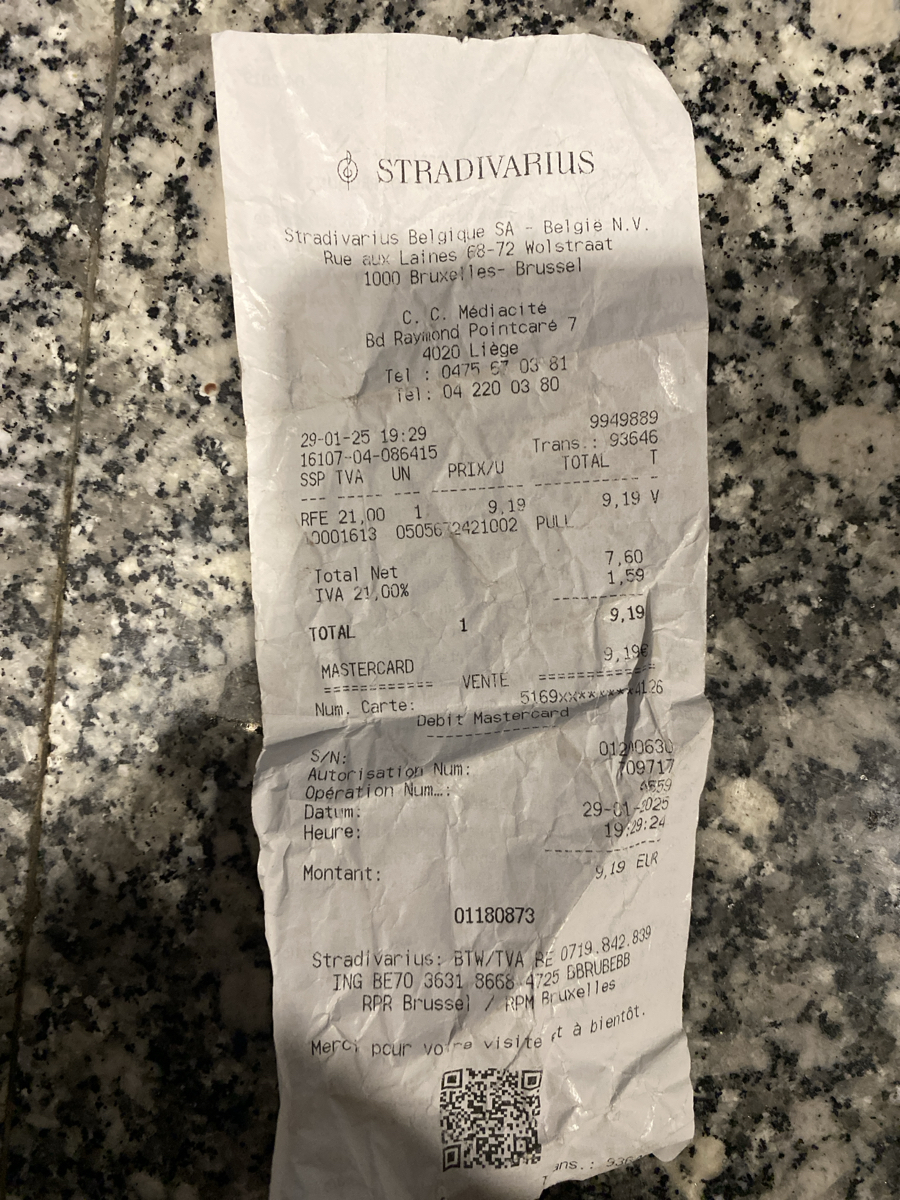 STRADIVARIUS
Stradivarius Belgique SA - België N.V.
Rue aux Laines 68-72 Wolstraat
1000 Bruxelles- Brussel
C. C. Médiacité
Bd Raymond Pointcaré 7
4020 Liège
Tel : 0475 67 03 81
Tel: 04 220 03 80
9949889
29-01-25 19:29 Trans.: 93646
16107-04-086415
SSP TVA UN PRIX/U TOTAL T
RFE 21,00 1 9,19 9,19 V
PULL
Total Net 7,60
IVA 21,00% 1,59
TOTAL 1 9,19
MASTERCARD 9,19€
=========== VENTE ============
Num. Carte: 5169xx******4126
Debit Mastercard
S/N:
Autorisation Num: 709717
Opération Num…:
Datum: 29-01-2025
Heure: 19:29:24
Montant: 9,19 EUR
01180873
Stradivarius: BTW/TVA BE 0719.842.839
ING BE70 3631 8668 4725 BBRUBEBB
RPR Brussel / RPM Bruxelles
Merci pour votre visite et à bientôt.